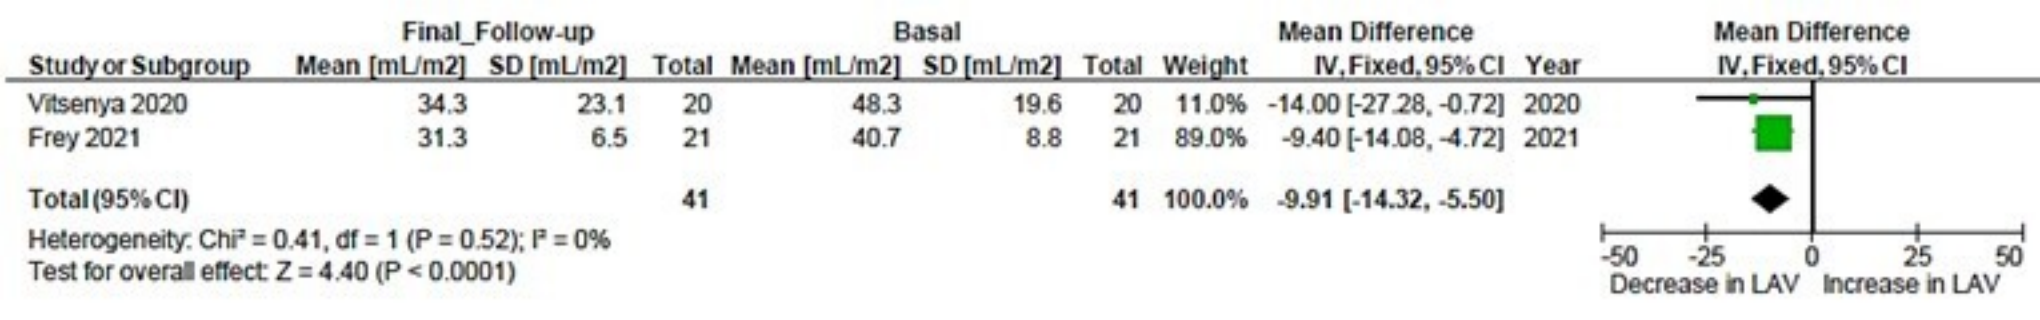 Final_Follow-up Basal Mean Difference Mean Difference
Study or Subgroup Mean [mL/m2] SD [mL/m2] Total Mean [mL/m2] SD [mL/m2] Total Weight IV, Fixed, 95% CI Year IV, Fixed, 95% CI
Vitsenya 2020 34.3 23.1 20 48.3 19.6 20 11.0% -14.00 [-27.28, -0.72] 2020
Frey 2021 31.3 6.5 21 40.7 8.8 21 89.0% -9.40 [-14.08, -4.72] 2021
Total (95% CI) 41 41 100.0% -9.91 [-14.32, -5.50]
Heterogeneity: Chi² = 0.41, df = 1 (P = 0.52); I² = 0%
Test for overall effect: Z = 4.40 (P < 0.0001)
-50 -25 0 25 50
Decrease in LAV Increase in LAV